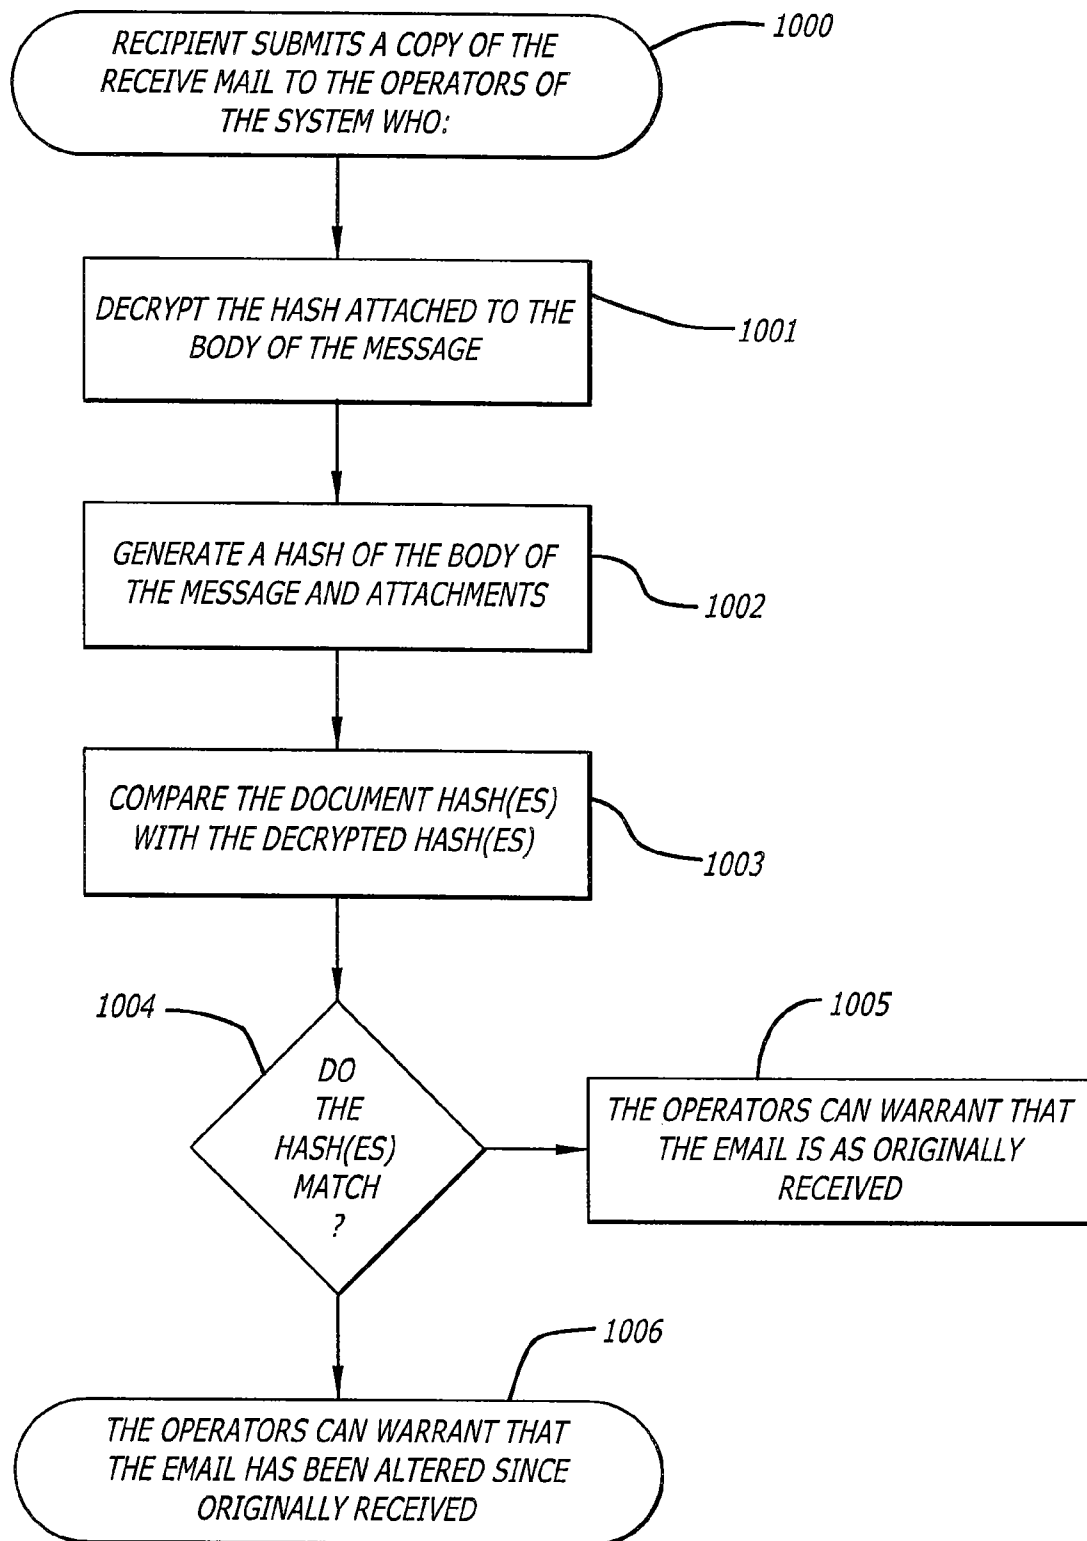 RECIPIENT SUBMITS A COPY OF THE
RECEIVE MAIL TO THE OPERATORS OF
THE SYSTEM WHO:
1000
DECRYPT THE HASH ATTACHED TO THE
BODY OF THE MESSAGE
1001
GENERATE A HASH OF THE BODY OF
THE MESSAGE AND ATTACHMENTS
1002
COMPARE THE DOCUMENT HASH(ES)
WITH THE DECRYPTED HASH(ES)
1003
1004
DO
THE
HASH(ES)
MATCH
?
1005
THE OPERATORS CAN WARRANT THAT
THE EMAIL IS AS ORIGINALLY
RECEIVED
1006
THE OPERATORS CAN WARRANT THAT
THE EMAIL HAS BEEN ALTERED SINCE
ORIGINALLY RECEIVED